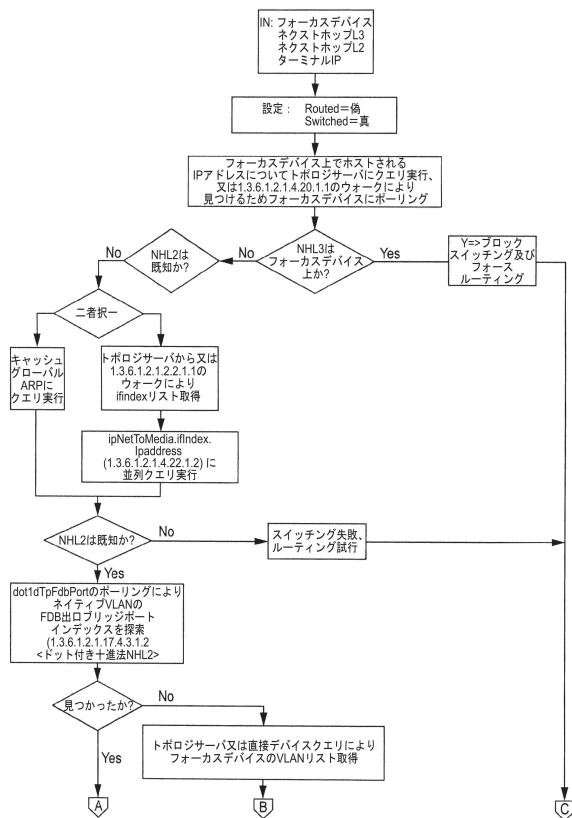 IN: フォーカスデバイス
ネクストホップL3
ネクストホップL2
ターミナルIP
設定： Routed＝偽
Switched＝真
フォーカスデバイス上でホストされる
IPアドレスについてトポロジサーバにクエリ実行、
又は1.3.6.1.2.1.4.20.1.1のウォークにより
見つけるためフォーカスデバイスにポーリング
NHL3は
フォーカスデバイス
上か?
No
Yes
Y=>ブロック
スイッチング及び
フォース
ルーティング
NHL2は
既知か?
No
二者択一
キャッシュ
グローバル
ARPに
クエリ実行
トポロジサーバから又は
1.3.6.1.2.1.2.2.1.1の
ウォークにより
ifindexリスト取得
ipNetToMedia.ifIndex.
Ipaddress
(1.3.6.1.2.1.4.22.1.2) に
並列クエリ実行
NHL2は既知か?
No
スイッチング失敗、
ルーティング試行
Yes
dot1dTpFdbPortのポーリングにより
ネイティブVLANの
FDB出口ブリッジポート
インデックスを探索
(1.3.6.1.2.1.17.4.3.1.2
<ドット付き十進法NHL2>
見つかったか?
No
Yes
トポロジサーバ又は直接デバイスクエリにより
フォーカスデバイスのVLANリスト取得
A
B
C